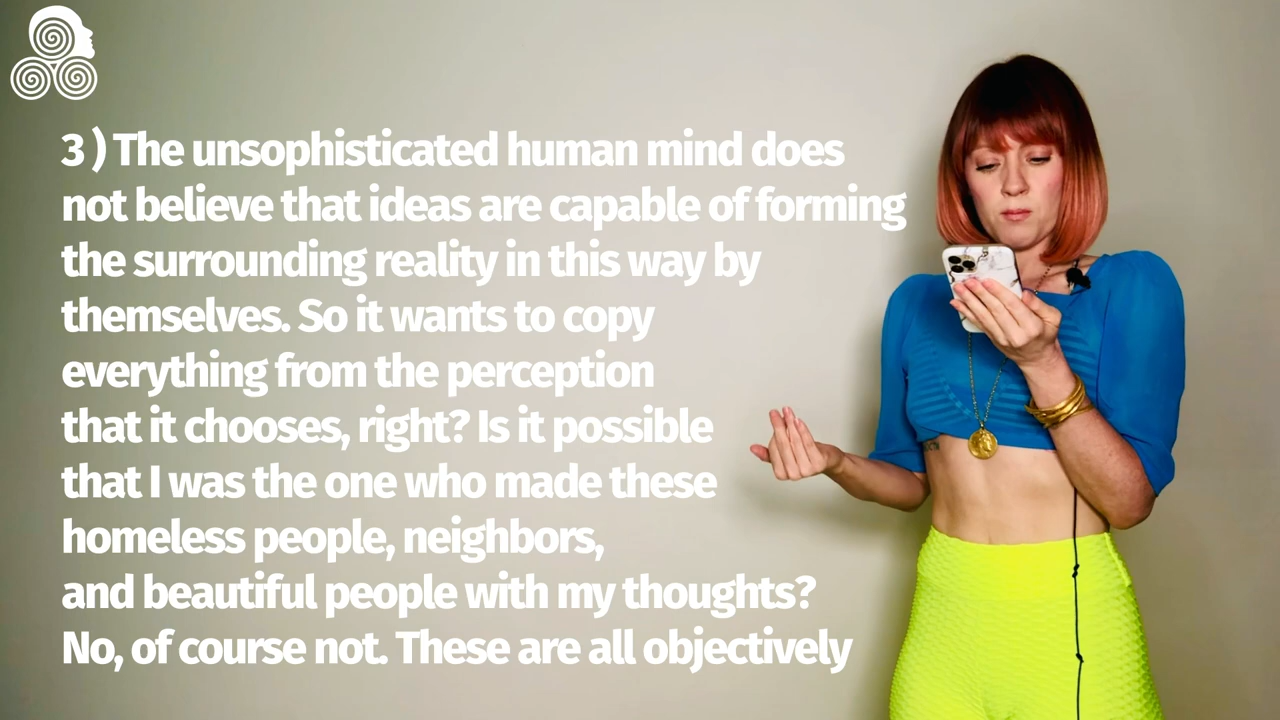 3 ) The unsophisticated human mind does
not believe that ideas are capable of forming
the surrounding reality in this way by
themselves. So it wants to copy
everything from the perception
that it chooses, right? Is it possible
that I was the one who made these
homeless people, neighbors,
and beautiful people with my thoughts?
No, of course not. These are all objectively